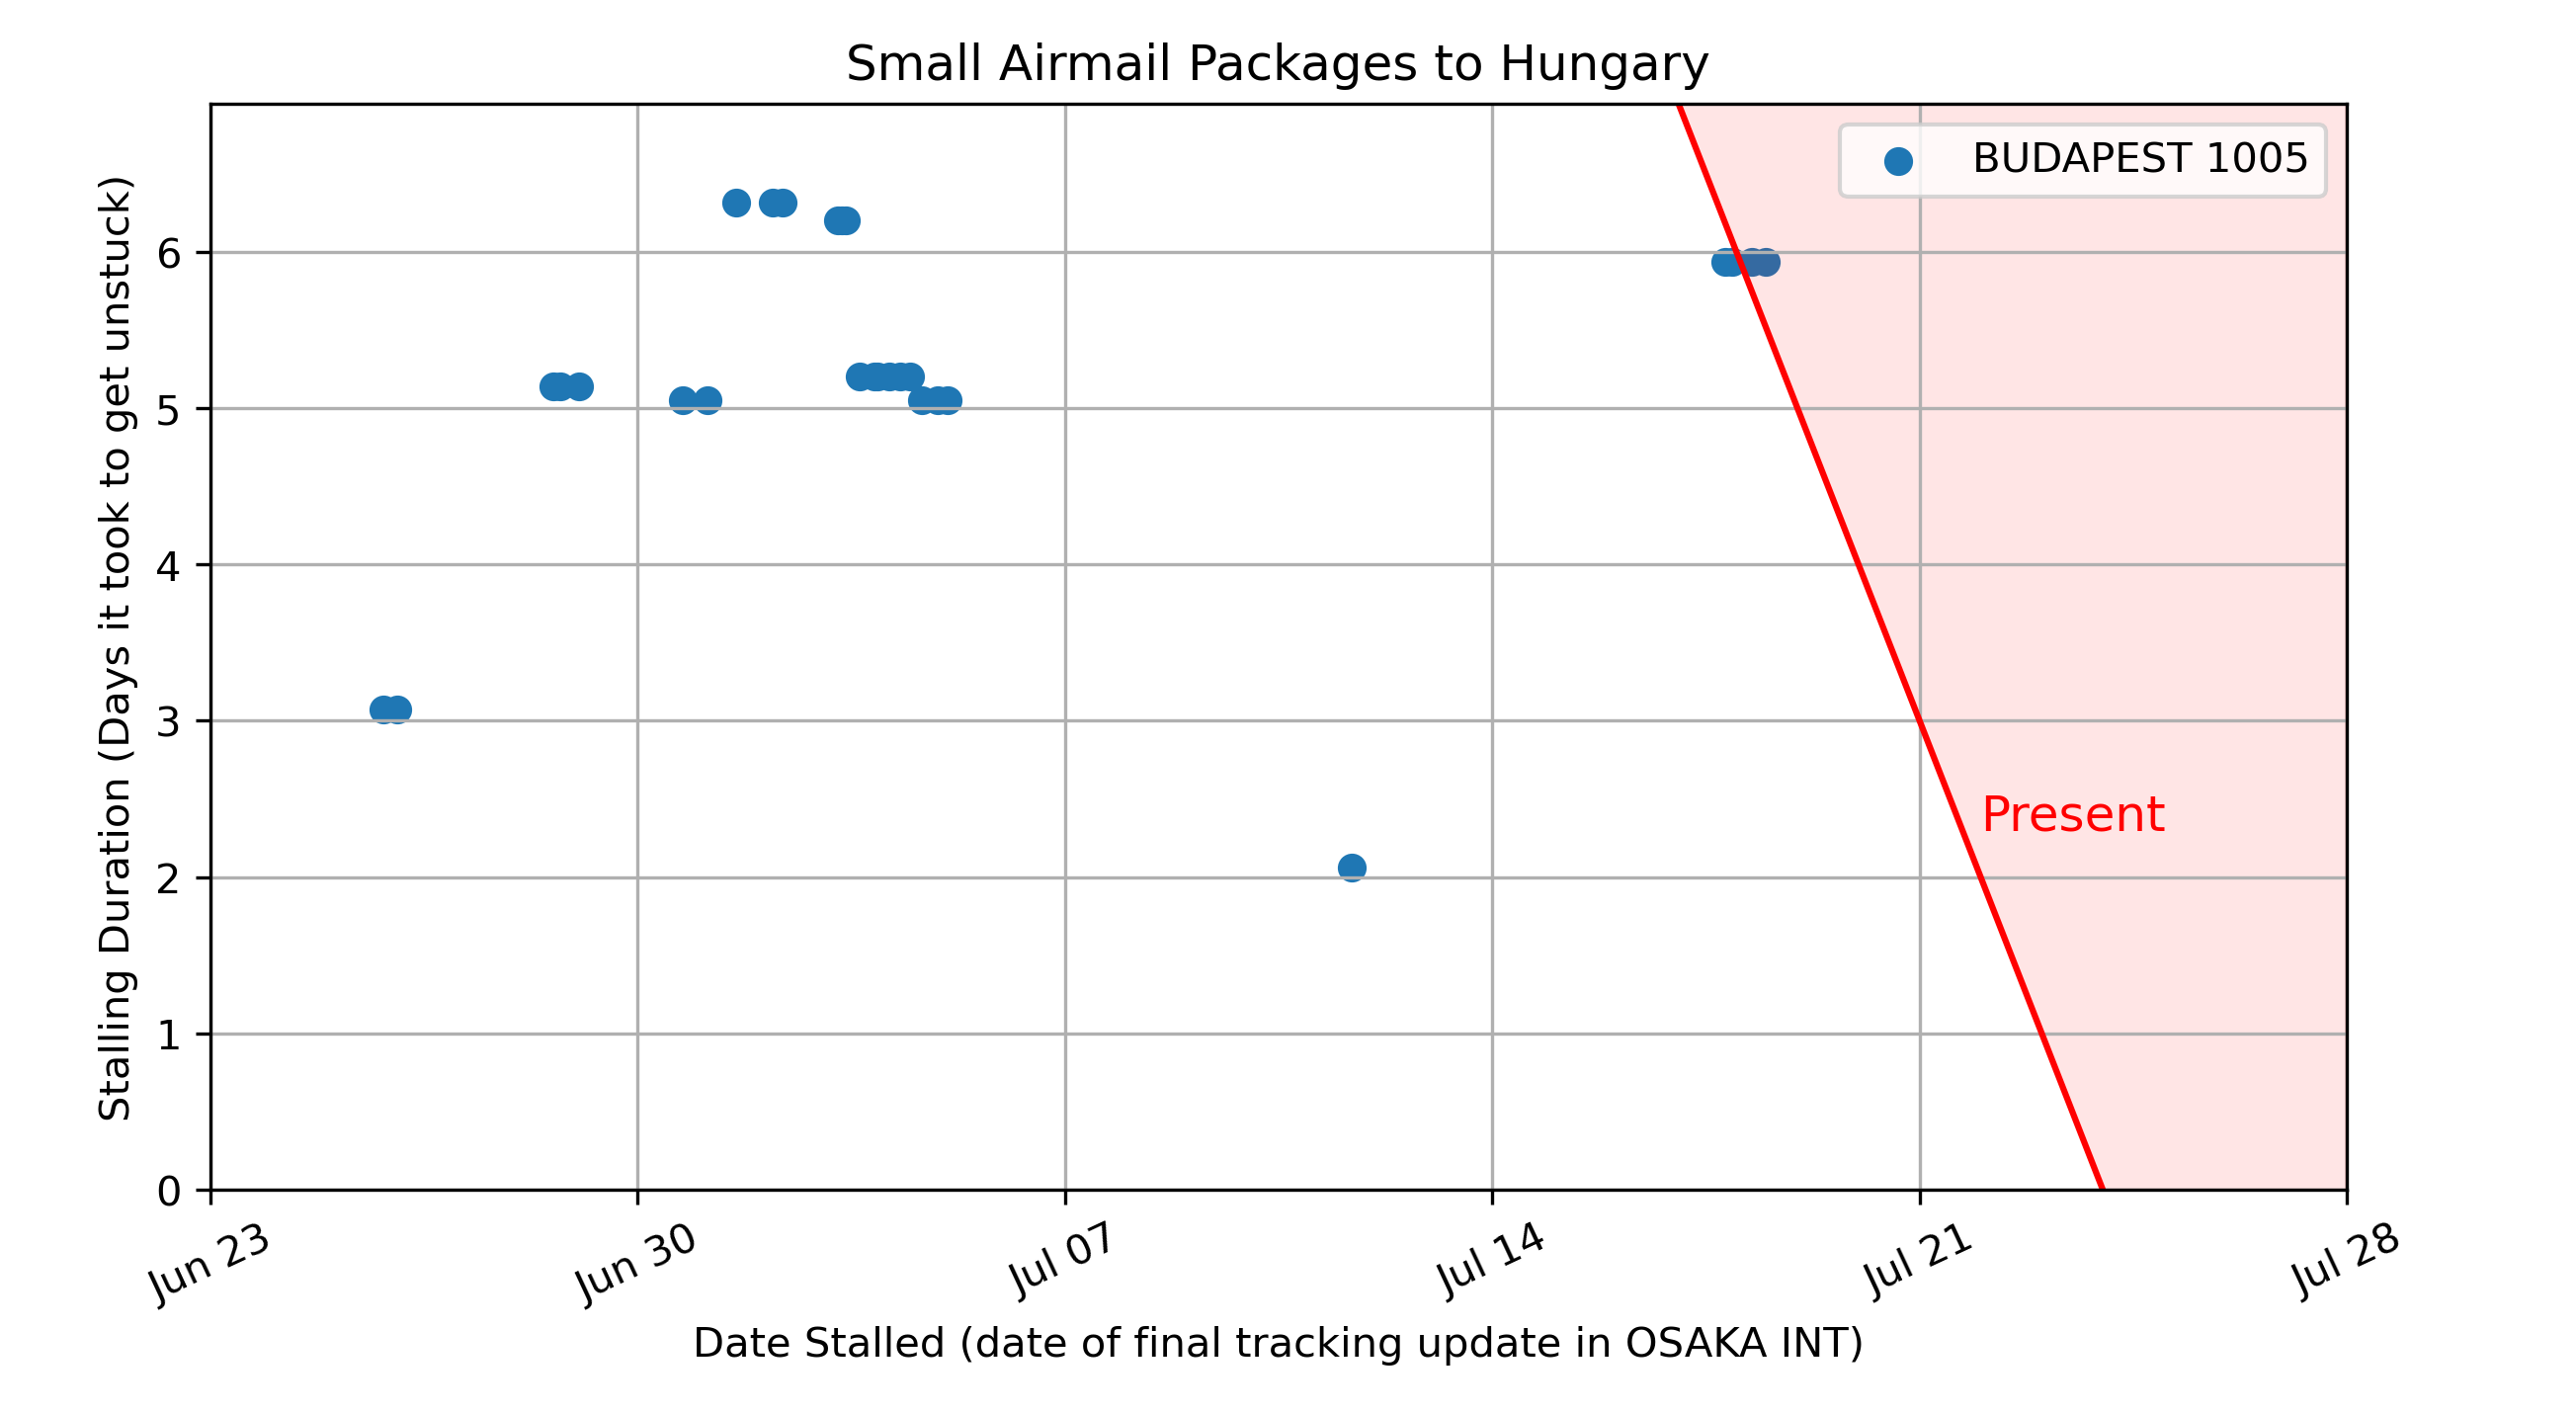 Small Airmail Packages to Hungary
BUDAPEST 1005
Stalling Duration (Days it took to get unstuck)
6
5
4
3
2
1
0
Present
Jun 23
Jun 30
Jul 07
Jul 14
Jul 21
Jul 28
Date Stalled (date of final tracking update in OSAKA INT)